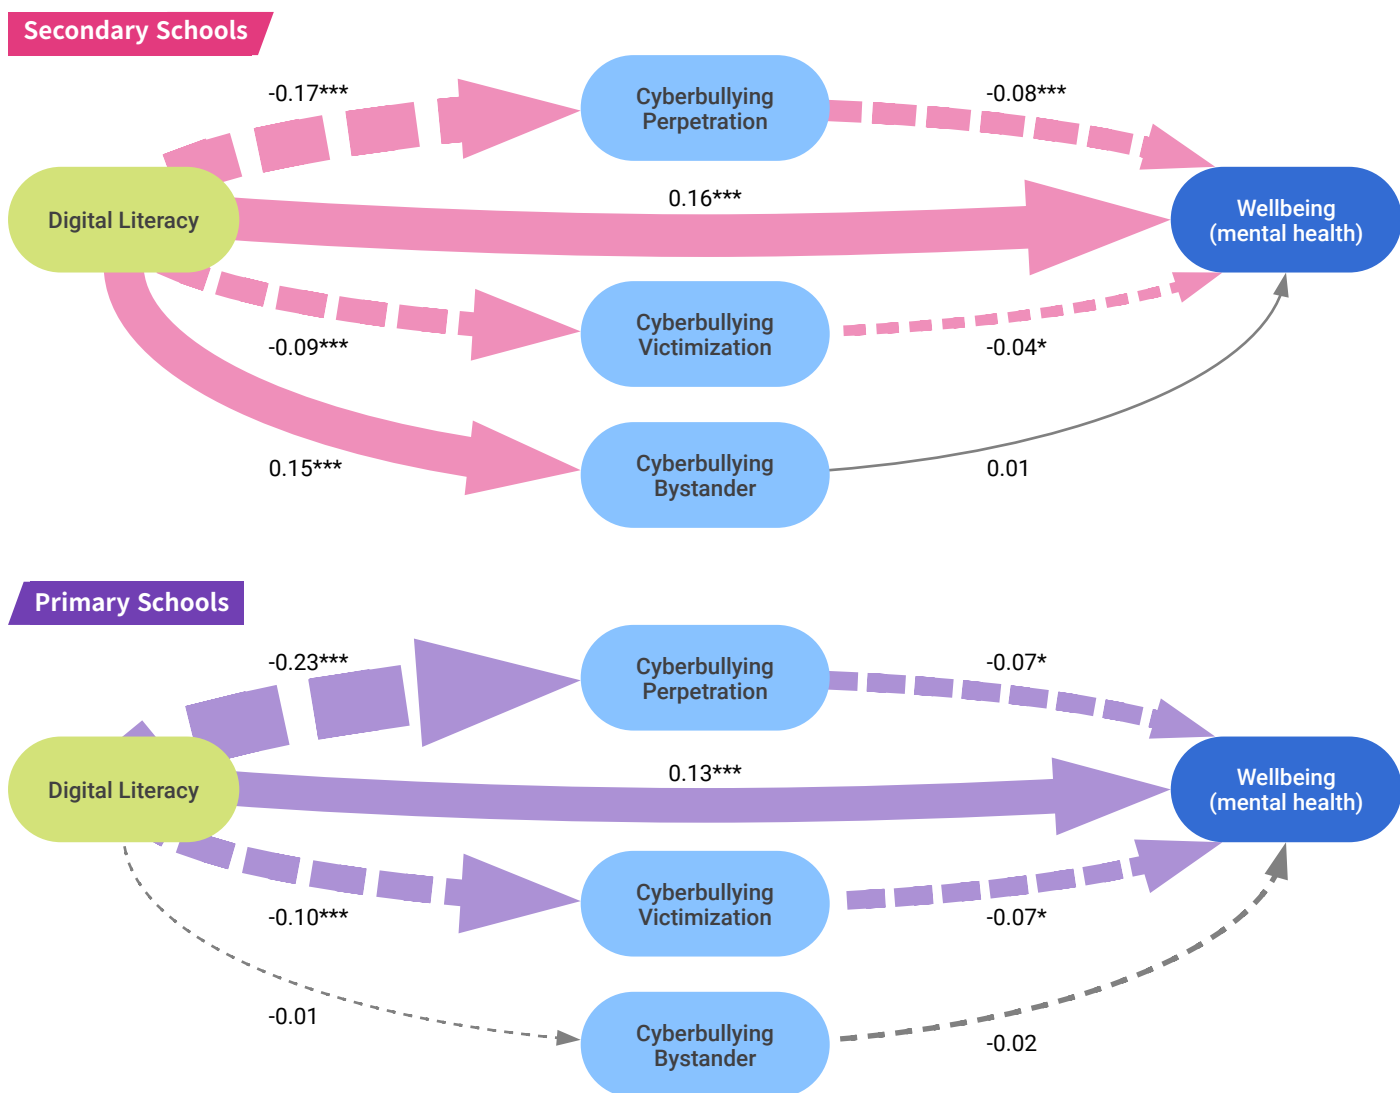 Secondary Schools
-0.17***
Cyberbullying
Perpetration
-0.08***
Digital Literacy
0.16***
Wellbeing
(mental health)
-0.09***
Cyberbullying
Victimization
-0.04*
0.15***
Cyberbullying
Bystander
0.01
Primary Schools
-0.23***
Cyberbullying
Perpetration
-0.07*
Digital Literacy
0.13***
Wellbeing
(mental health)
-0.10***
Cyberbullying
Victimization
-0.07*
-0.01
Cyberbullying
Bystander
-0.02